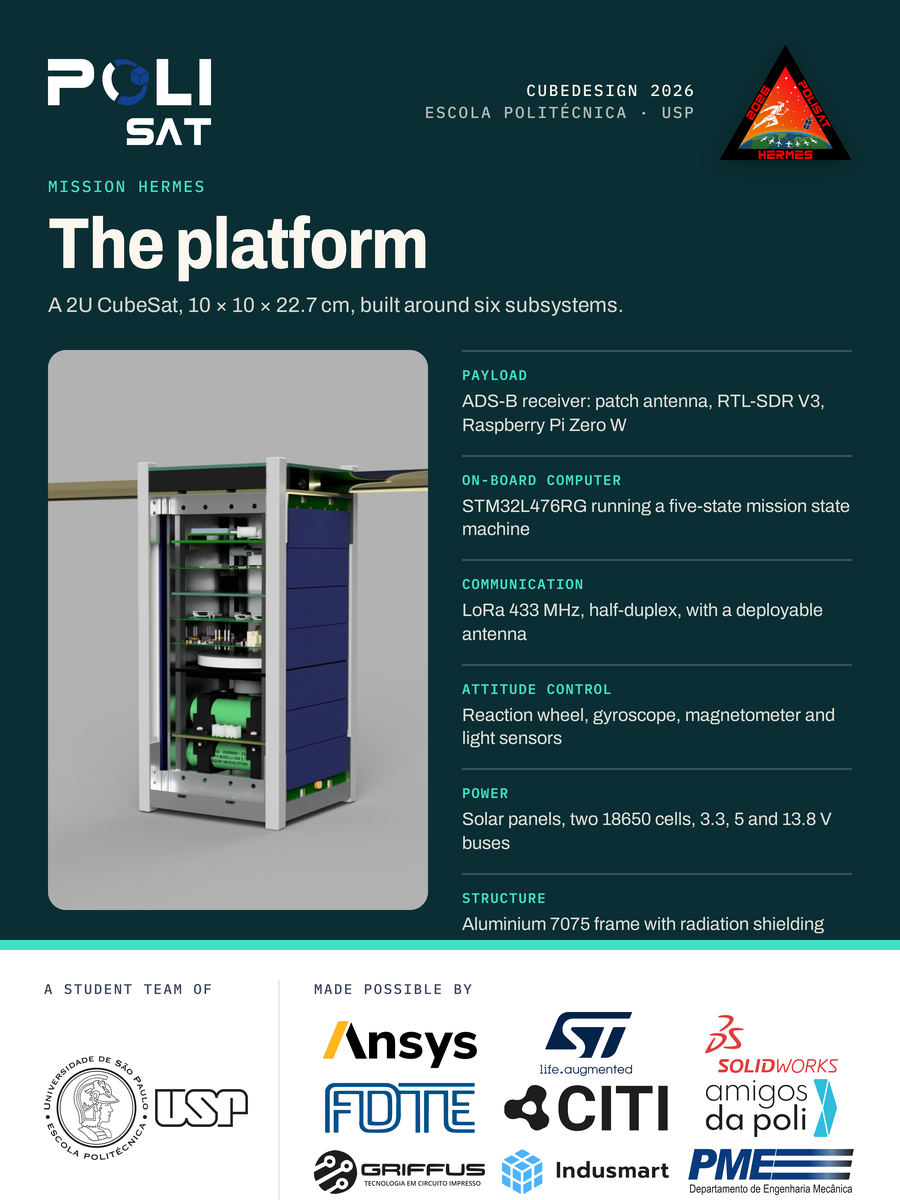 POLI
SAT
CUBEDESIGN 2026
ESCOLA POLITÉCNICA · USP
2026
POLISAT
HERMES
MISSION HERMES
The platform
A 2U CubeSat, 10 × 10 × 22.7 cm, built around six subsystems.
PAYLOAD
ADS-B receiver: patch antenna, RTL-SDR V3,
Raspberry Pi Zero W
ON-BOARD COMPUTER
STM32L476RG running a five-state mission state
machine
COMMUNICATION
LoRa 433 MHz, half-duplex, with a deployable
antenna
ATTITUDE CONTROL
Reaction wheel, gyroscope, magnetometer and
light sensors
POWER
Solar panels, two 18650 cells, 3.3, 5 and 13.8 V
buses
STRUCTURE
Aluminium 7075 frame with radiation shielding
A STUDENT TEAM OF
UNIVERSIDADE DE SÃO PAULO
ESCOLA POLITÉCNICA
USP
MADE POSSIBLE BY
Ansys
ST
life.augmented
3DS
SOLIDWORKS
FDTE
CITI
amigos
da poli
GRIFFUS
TECNOLOGIA EM CIRCUITO IMPRESSO
Indusmart
PME
Departamento de Engenharia Mecânica